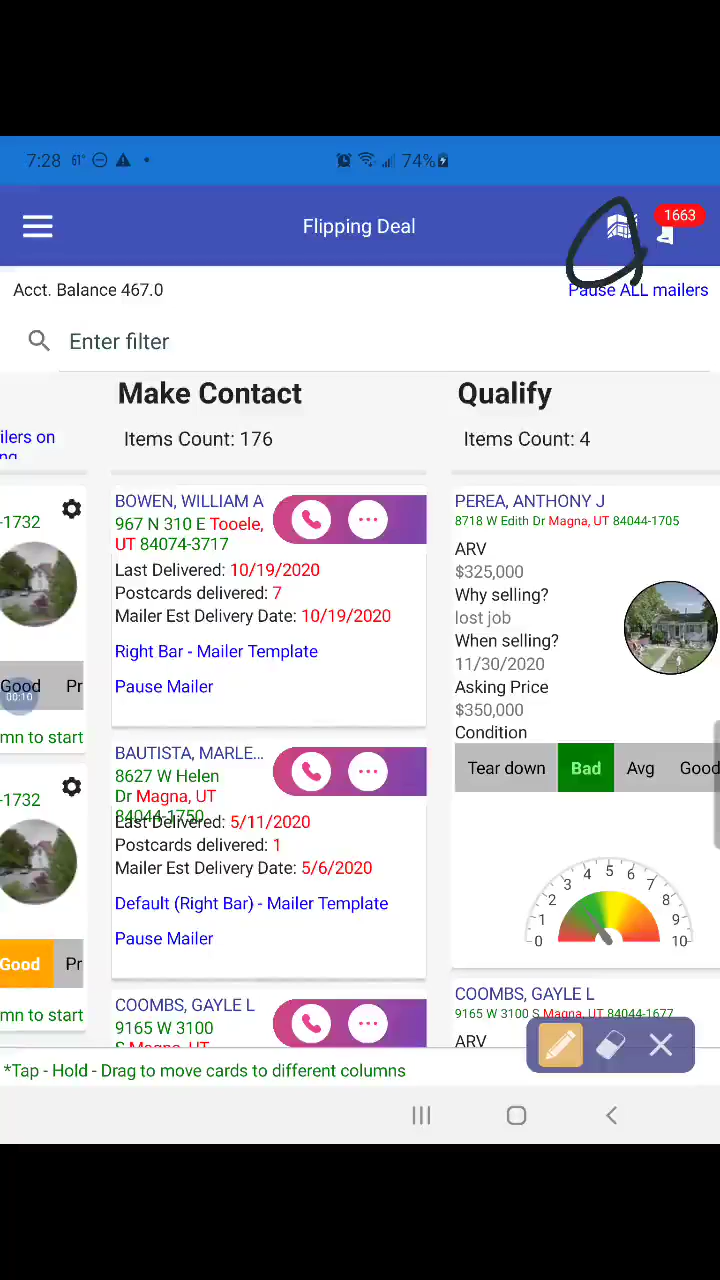 7:28 61° 74%
Flipping Deal
1663
Acct. Balance 467.0
Pause ALL mailers
Enter filter
ilers on
Make Contact
Items Count: 176
Qualify
Items Count: 4
-1732
Good Pr
00:10
mn to start
-1732
Good Pr
mn to start
BOWEN, WILLIAM A
967 N 310 E Tooele,
UT 84074-3717
Last Delivered: 10/19/2020
Postcards delivered: 7
Mailer Est Delivery Date: 10/19/2020
Right Bar - Mailer Template
Pause Mailer
BAUTISTA, MARLE...
8627 W Helen
Dr Magna, UT
84044-1750
Last Delivered: 5/11/2020
Postcards delivered: 1
Mailer Est Delivery Date: 5/6/2020
Default (Right Bar) - Mailer Template
Pause Mailer
COOMBS, GAYLE L
9165 W 3100
S Magna, UT
PEREA, ANTHONY J
8718 W Edith Dr Magna, UT 84044-1705
ARV
$325,000
Why selling?
lost job
When selling?
11/30/2020
Asking Price
$350,000
Condition
Tear down Bad Avg Good
0 1 2 3 4 5 6 7 8 9 10
COOMBS, GAYLE L
9165 W 3100 S Magna, UT 84044-1677
ARV
*Tap - Hold - Drag to move cards to different columns